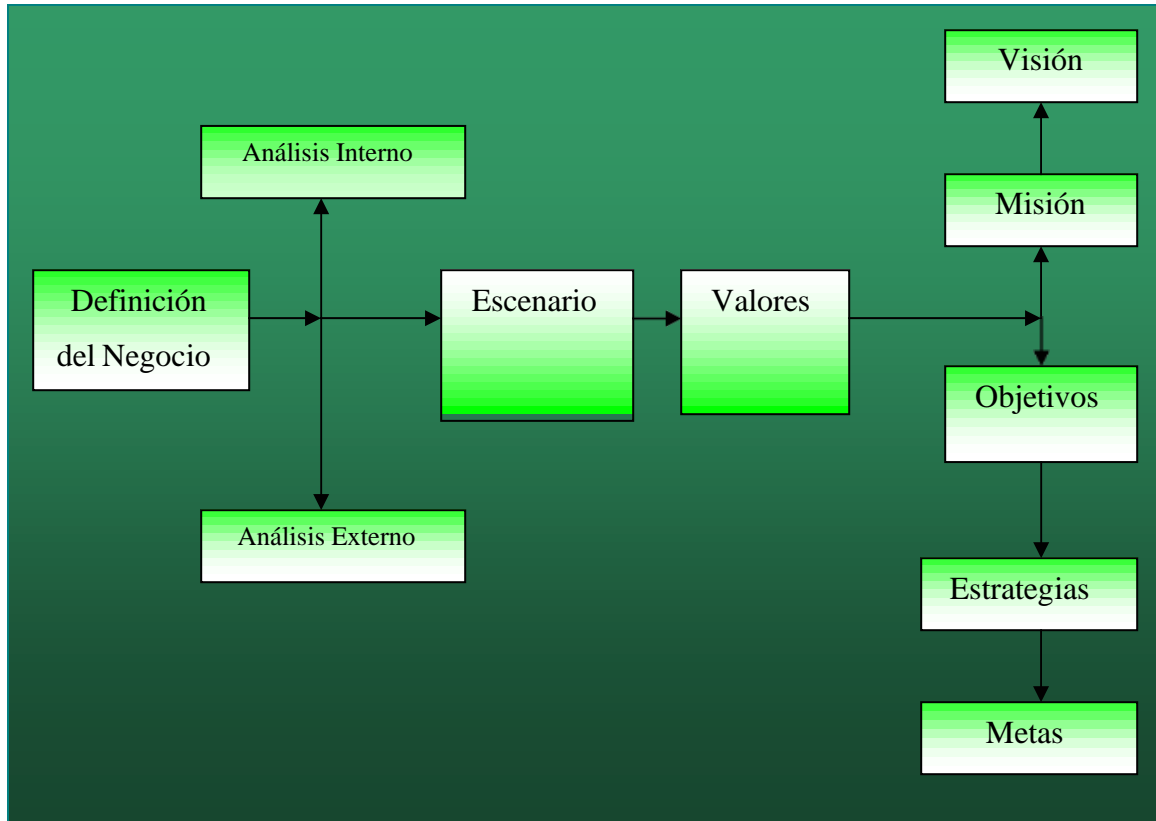 Visión
Análisis Interno
Misión
Definición
del Negocio
Escenario
Valores
Objetivos
Análisis Externo
Estrategias
Metas